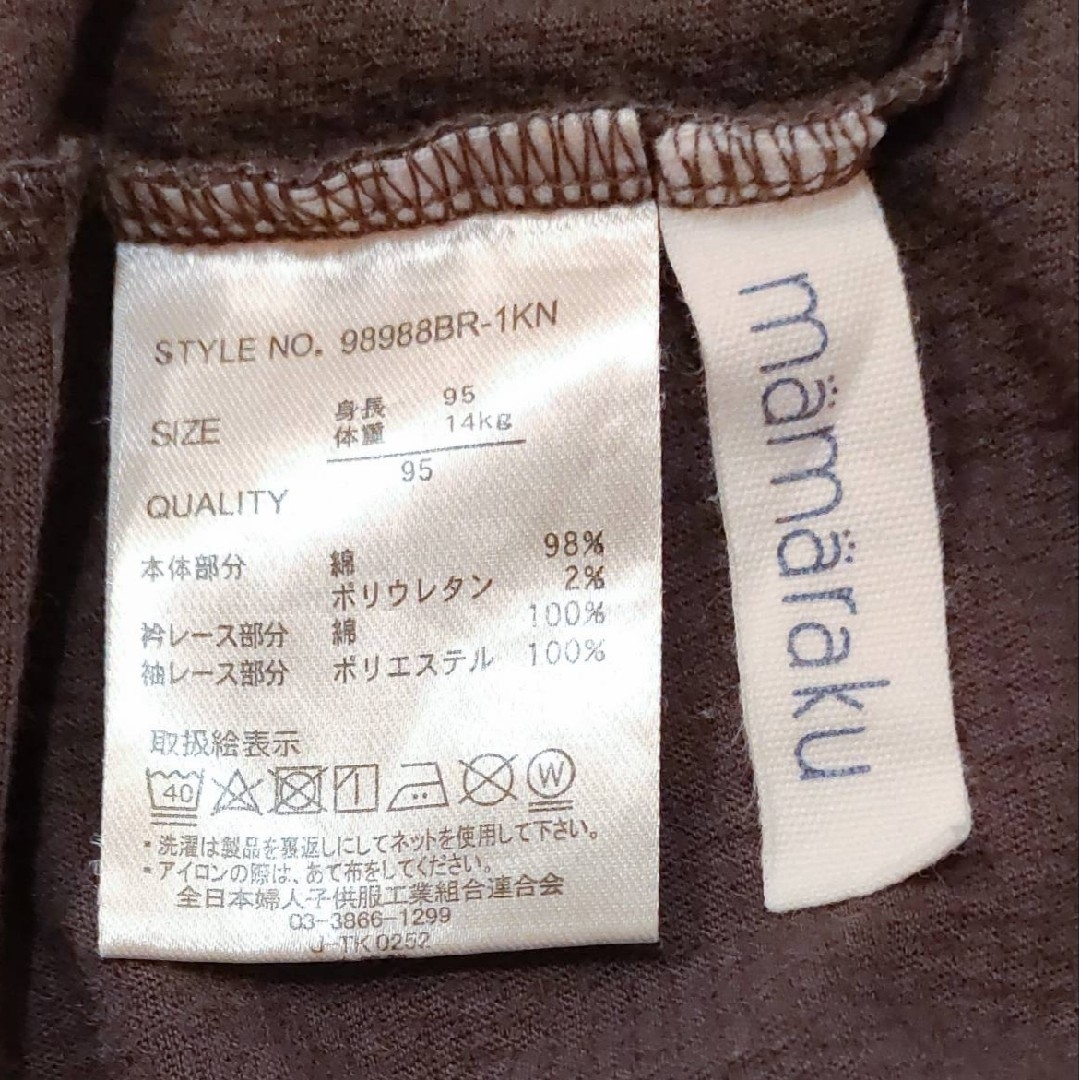 STYLE NO. 98988BR-1KN
SIZE 身長 95
体重 14kg
95
QUALITY
本体部分 綿 98%
ポリウレタン 2%
衿レース部分 綿 100%
袖レース部分 ポリエステル 100%
取扱絵表示
40 1 W
・洗濯は製品を裏返しにしてネットを使用して下さい。
・アイロンの際は、あて布をしてください。
全日本婦人子供服工業組合連合会
03-3866-1299
J-TK0252
mämäraku